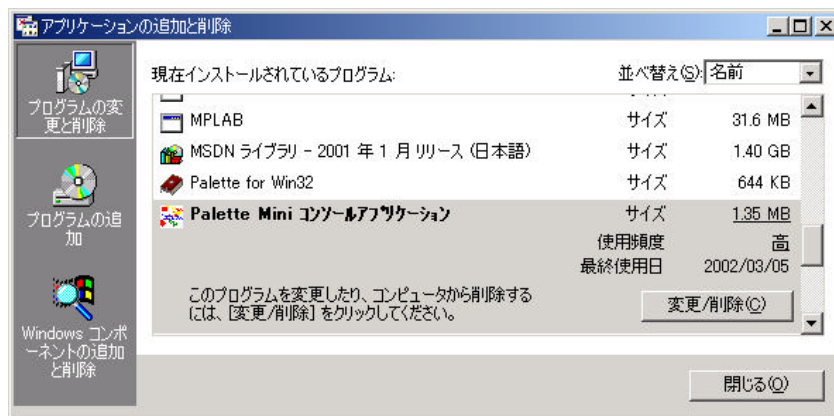 アプリケーションの追加と削除
プログラムの変
更と削除
プログラムの追
加
Windows コンポ
ーネントの追加
と削除
現在インストールされているプログラム:
並べ替え(S): 名前
MPLAB サイズ 31.6 MB
MSDN ライブラリ - 2001 年 1 月 リリース (日本語) サイズ 1.40 GB
Palette for Win32 サイズ 644 KB
Palette Mini コンソールアプリケーション サイズ 1.35 MB
使用頻度 高
最終使用日 2002/03/05
このプログラムを変更したり、コンピュータから削除する
には、[変更/削除] をクリックしてください。
変更/削除(C)
閉じる(O)